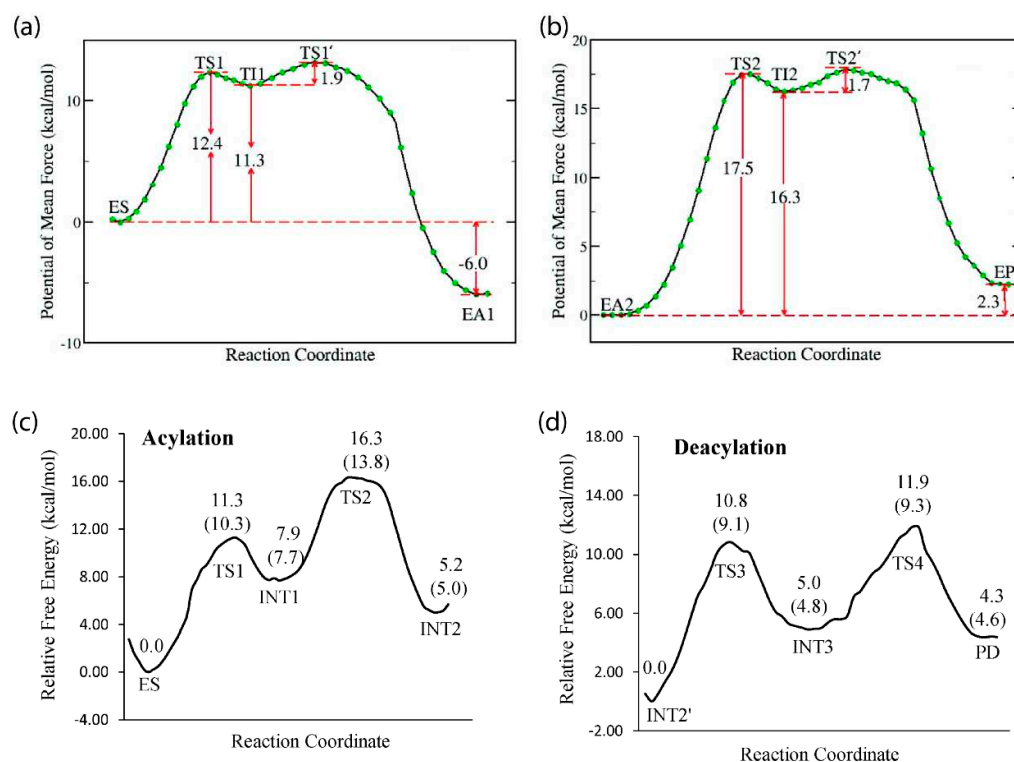 (a)
Potential of Mean Force (kcal/mol)
10
0
-10
ES
TS1
TI1
TS1′
1.9
12.4
11.3
-6.0
EA1
Reaction Coordinate
(b)
Potential of Mean Force (kcal/mol)
20
15
10
5
0
EA2
TS2
TI2
TS2′
1.7
17.5
16.3
EP
2.3
Reaction Coordinate
(c)
Acylation
Relative Free Energy (kcal/mol)
20.00
16.00
12.00
8.00
4.00
0.00
-4.00
0.0
ES
11.3
(10.3)
TS1
7.9
(7.7)
INT1
16.3
(13.8)
TS2
5.2
(5.0)
INT2
Reaction Coordinate
(d)
Deacylation
Relative Free Energy (kcal/mol)
18.00
14.00
10.00
6.00
2.00
-2.00
0.0
INT2'
10.8
(9.1)
TS3
5.0
(4.8)
INT3
11.9
(9.3)
TS4
4.3
(4.6)
PD
Reaction Coordinate